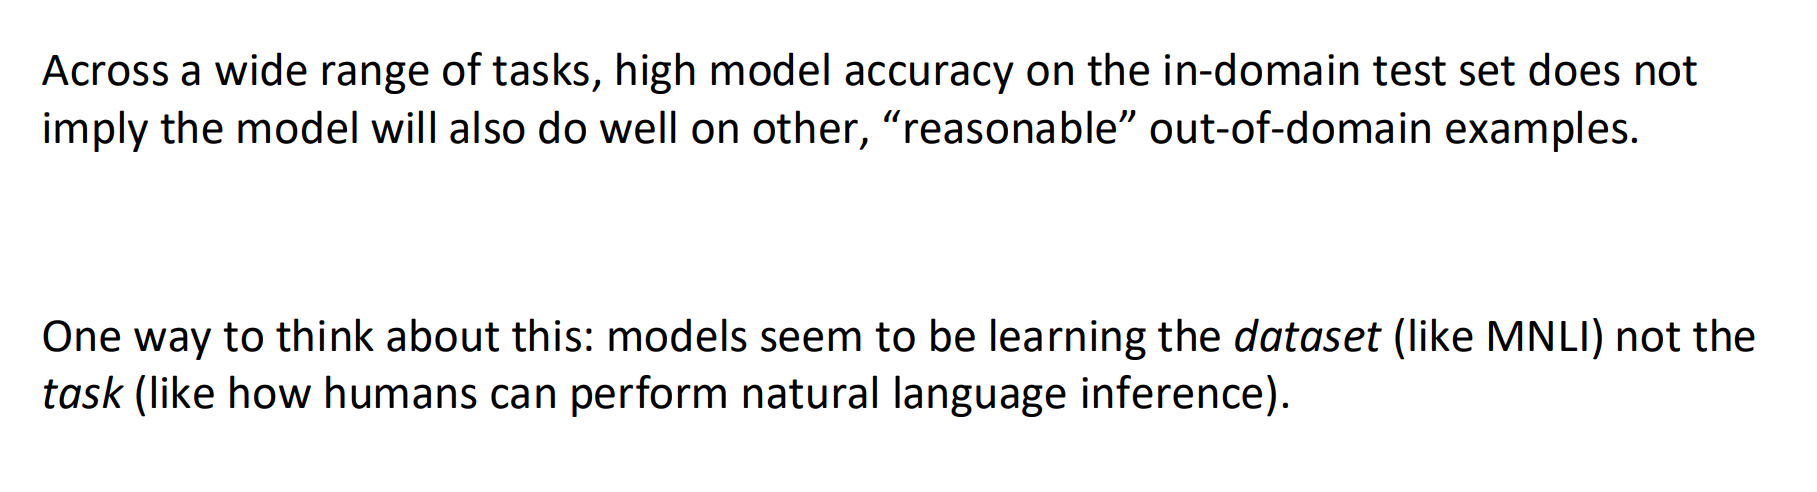 Across a wide range of tasks, high model accuracy on the in-domain test set does not
imply the model will also do well on other, “reasonable” out-of-domain examples.
One way to think about this: models seem to be learning the dataset (like MNLI) not the
task (like how humans can perform natural language inference).